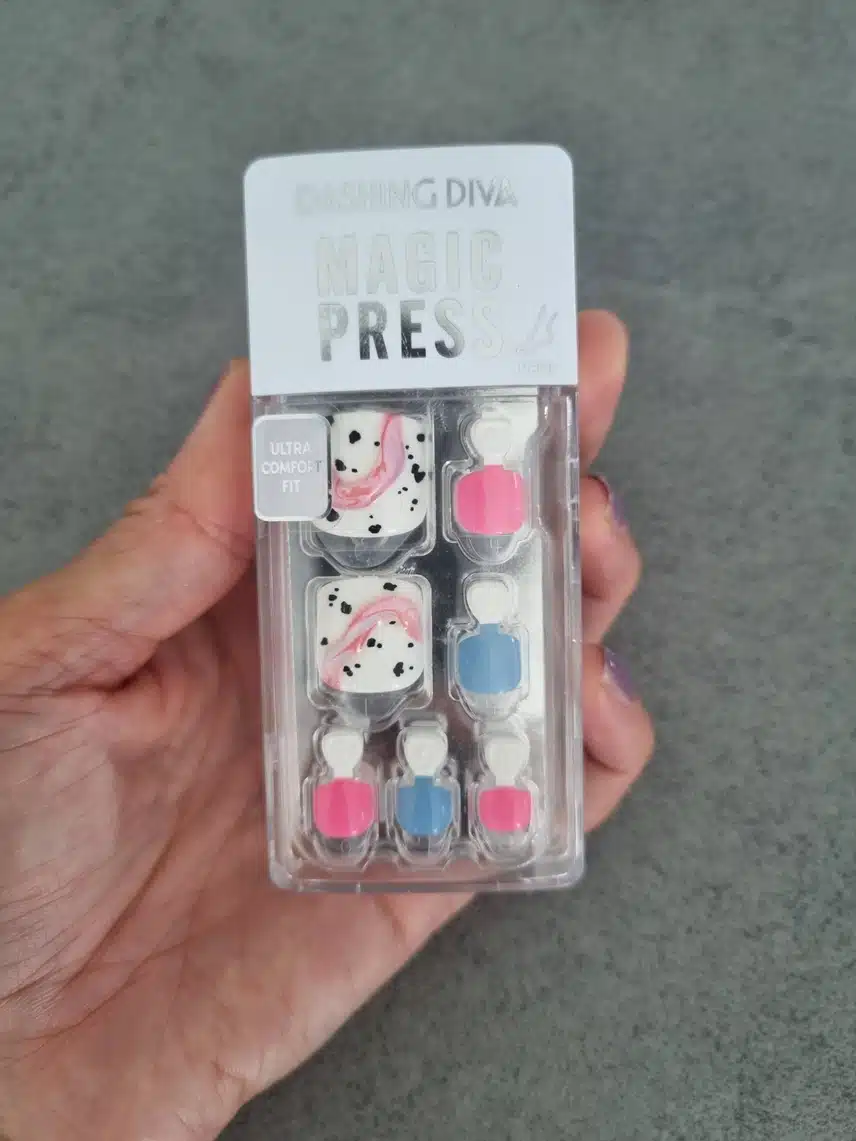 DASHING DIVA
MAGIC
PRESS
ULTRA
COMFORT
FIT